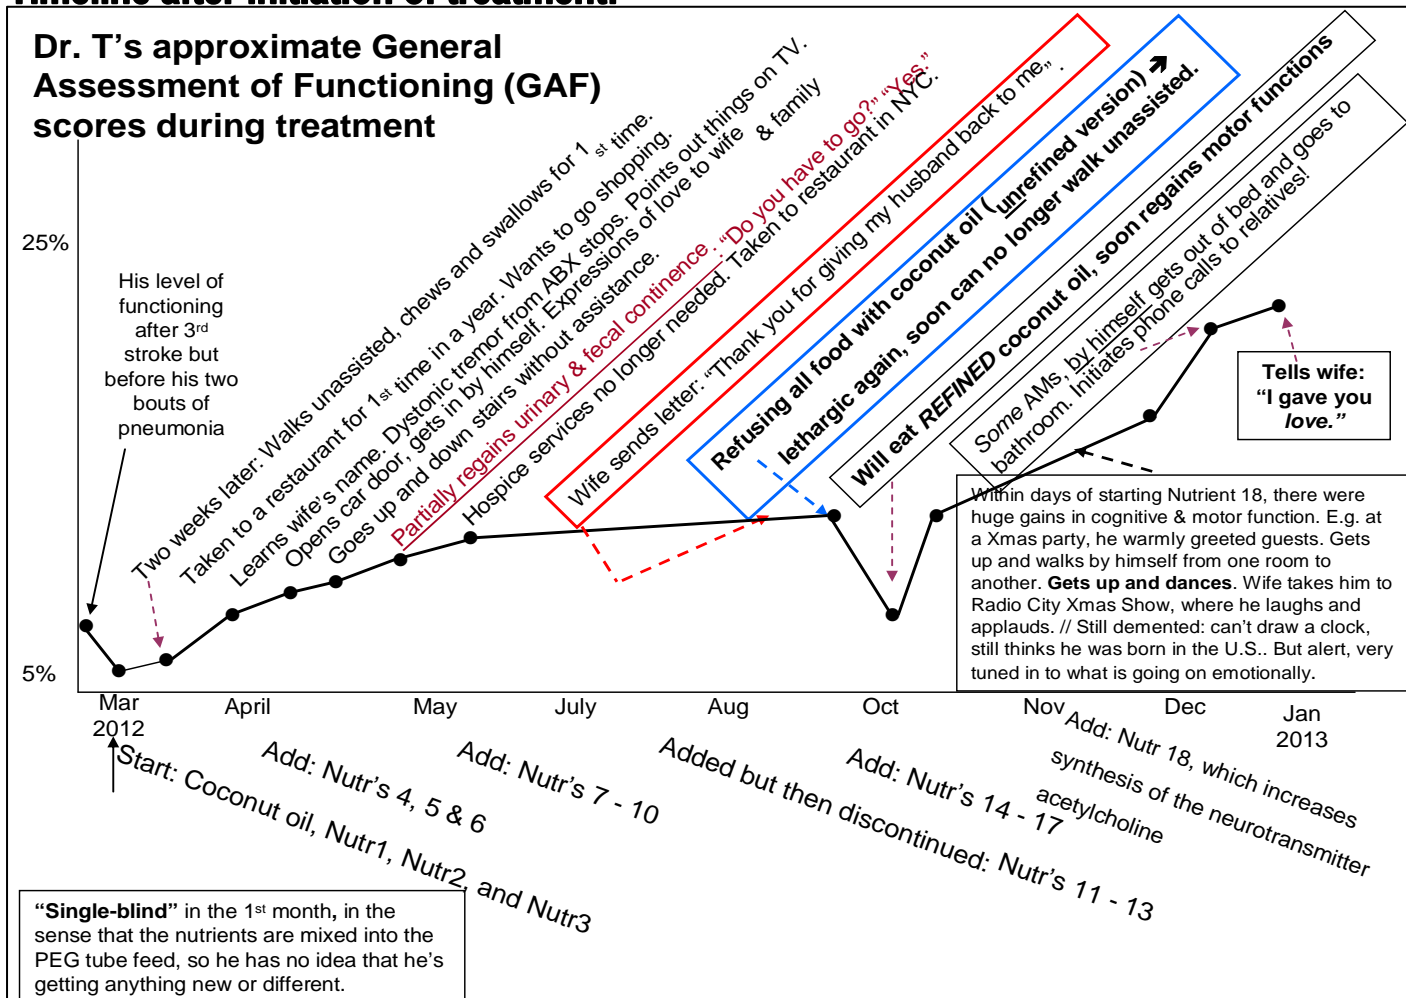 Timeline after initiation of treatment:
Dr. T’s approximate General
Assessment of Functioning (GAF)
scores during treatment
25%
5%
His level of
functioning
after 3rd
stroke but
before his two
bouts of
pneumonia
Two weeks later: Walks unassisted, chews and swallows for 1st time.
Taken to a restaurant for 1st time in a year. Wants to go shopping.
Learns wife’s name. Dystonic tremor from ABX stops. Points out things on TV.
Opens car door, gets in by himself. Expressions of love to wife & family
Goes up and down stairs without assistance.
Partially regains urinary & fecal continence. “Do you have to go?” “Yes.”
Hospice services no longer needed. Taken to restaurant in NYC.
Wife sends letter: “Thank you for giving my husband back to me„ .
Refusing all food with coconut oil (unrefined version) ➔
lethargic again, soon can no longer walk unassisted.
Will eat REFINED coconut oil, soon regains motor functions
Some AMs, by himself gets out of bed and goes to
bathroom. Initiates phone calls to relatives!
Tells wife:
“I gave you
love.”
Within days of starting Nutrient 18, there were
huge gains in cognitive & motor function. E.g. at
a Xmas party, he warmly greeted guests. Gets
up and walks by himself from one room to
another. Gets up and dances. Wife takes him to
Radio City Xmas Show, where he laughs and
applauds. // Still demented: can’t draw a clock,
still thinks he was born in the U.S.. But alert, very
tuned in to what is going on emotionally.
Mar
2012
April
May
July
Aug
Oct
Nov
Dec
Jan
2013
Start: Coconut oil, Nutr1, Nutr2, and Nutr3
Add: Nutr’s 4, 5 & 6
Add: Nutr’s 7 - 10
Added but then discontinued: Nutr’s 11 - 13
Add: Nutr’s 14 - 17
Add: Nutr 18, which increases
synthesis of the neurotransmitter
acetylcholine
“Single-blind” in the 1st month, in the
sense that the nutrients are mixed into the
PEG tube feed, so he has no idea that he’s
getting anything new or different.